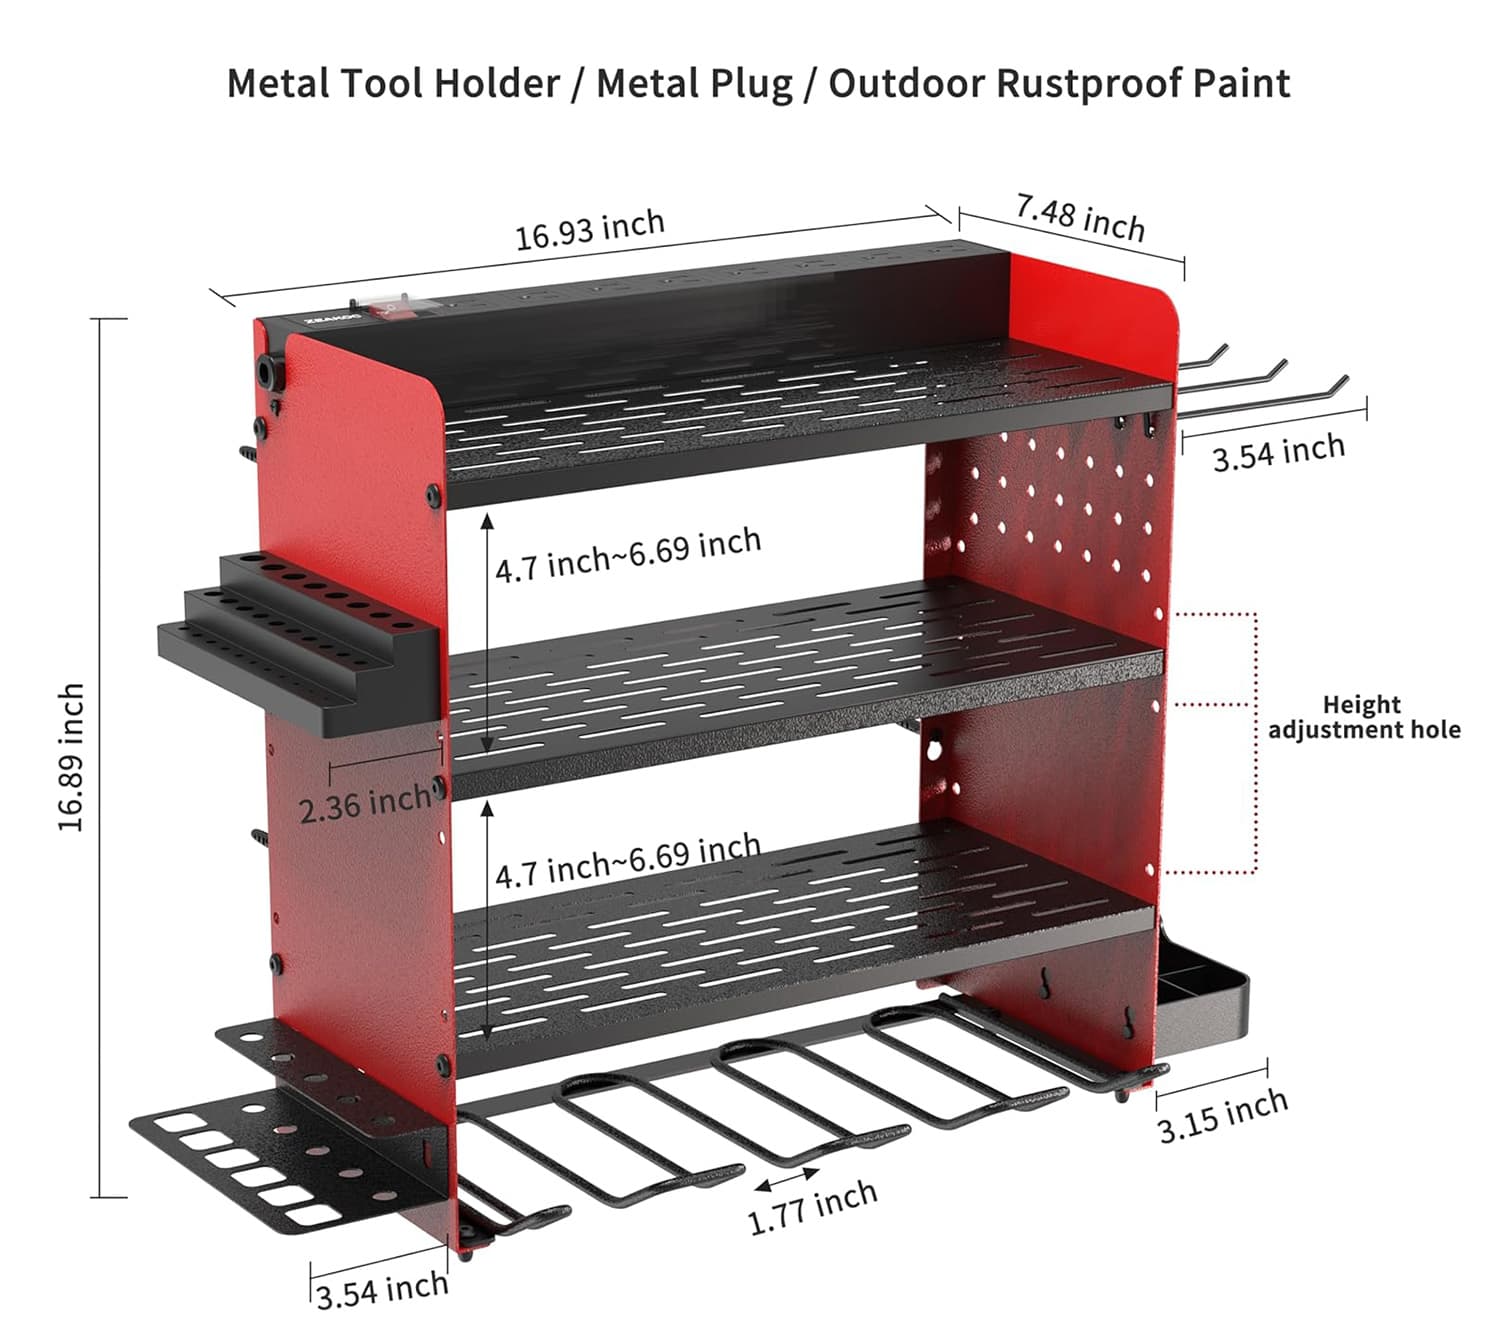 Metal Tool Holder / Metal Plug / Outdoor Rustproof Paint
16.93 inch
7.48 inch
3.54 inch
4.7 inch~6.69 inch
16.89 inch
Height
adjustment hole
2.36 inch
4.7 inch~6.69 inch
3.15 inch
1.77 inch
3.54 inch